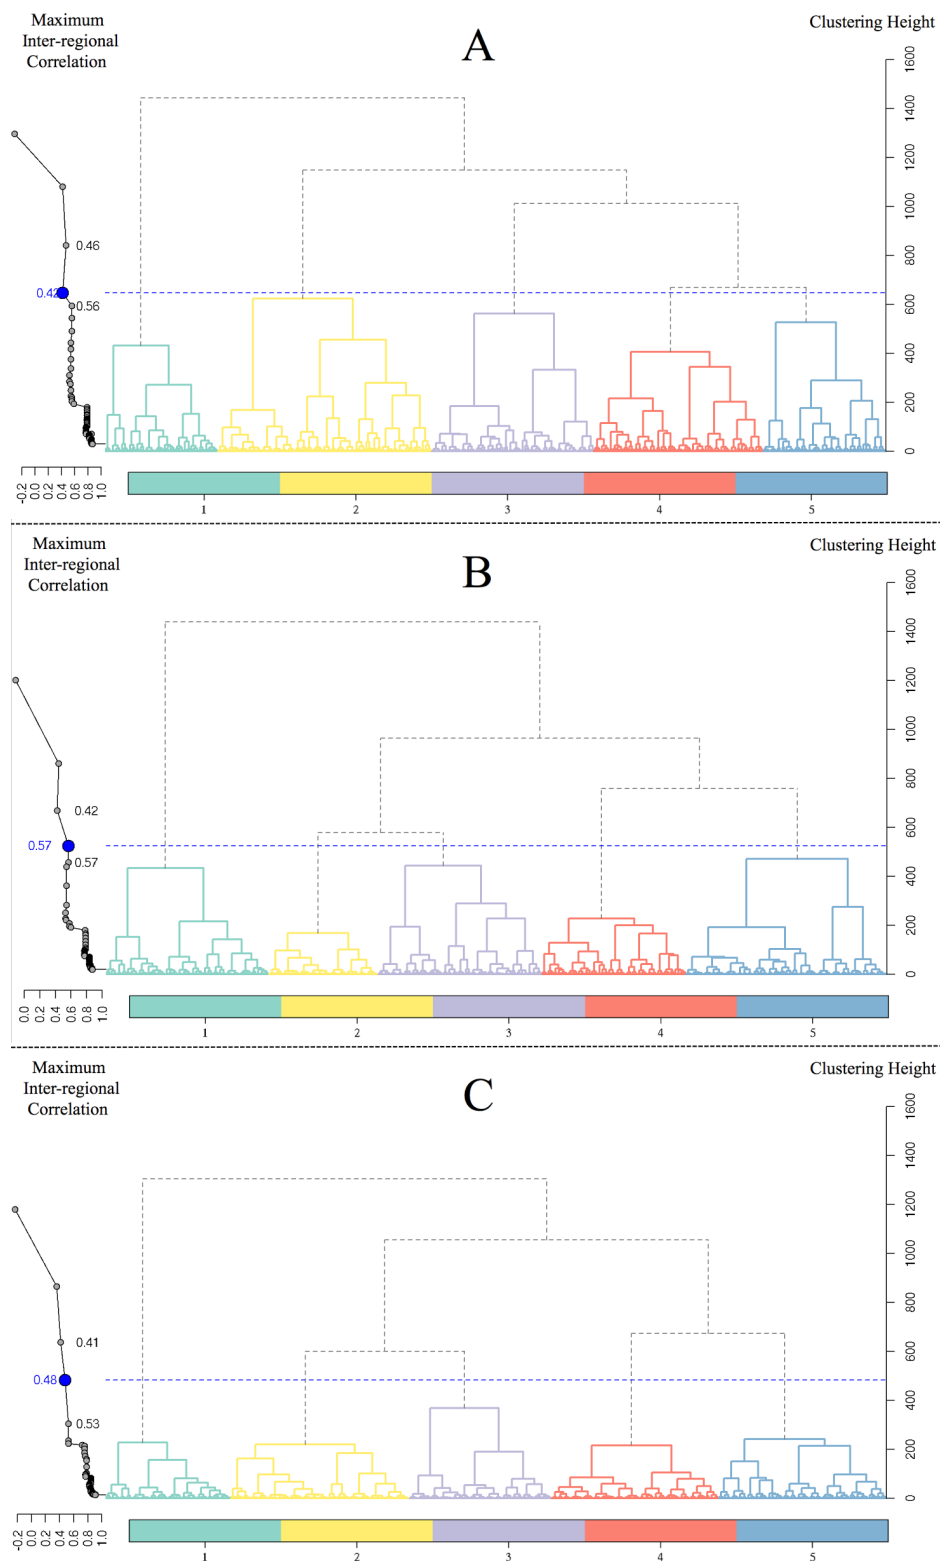 Maximum
Inter-regional
Correlation
A
Clustering Height
0.46
0.42
0.56
0 200 400 600 800 1000 1200 1400 1600
-0.2 0.0 0.2 0.4 0.6 0.8 1.0
1 2 3 4 5
Maximum
Inter-regional
Correlation
B
Clustering Height
0.42
0.57
0.57
0 200 400 600 800 1000 1200 1400 1600
0.0 0.2 0.4 0.6 0.8 1.0
1 2 3 4 5
Maximum
Inter-regional
Correlation
C
Clustering Height
0.41
0.48
0.53
0 200 400 600 800 1000 1200 1400 1600
-0.2 0.0 0.2 0.4 0.6 0.8 1.0
1 2 3 4 5